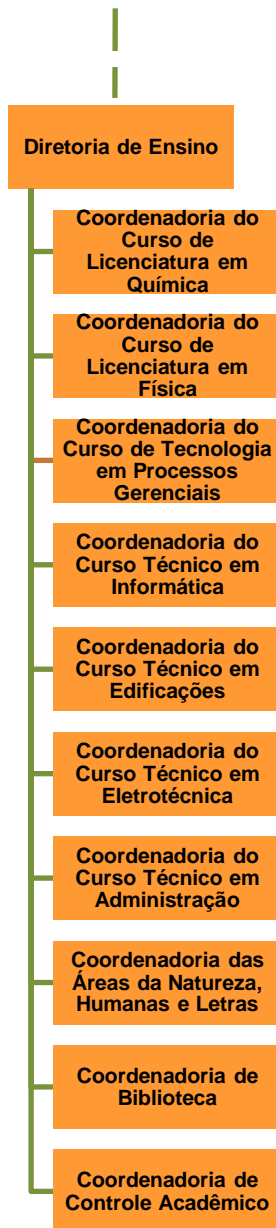 Diretoria de Ensino
Coordenadoria do
Curso de
Licenciatura em
Química
Coordenadoria do
Curso de
Licenciatura em
Física
Coordenadoria do
Curso de Tecnologia
em Processos
Gerenciais
Coordenadoria do
Curso Técnico em
Informática
Coordenadoria do
Curso Técnico em
Edificações
Coordenadoria do
Curso Técnico em
Eletrotécnica
Coordenadoria do
Curso Técnico em
Administração
Coordenadoria das
Áreas da Natureza,
Humanas e Letras
Coordenadoria de
Biblioteca
Coordenadoria de
Controle Acadêmico